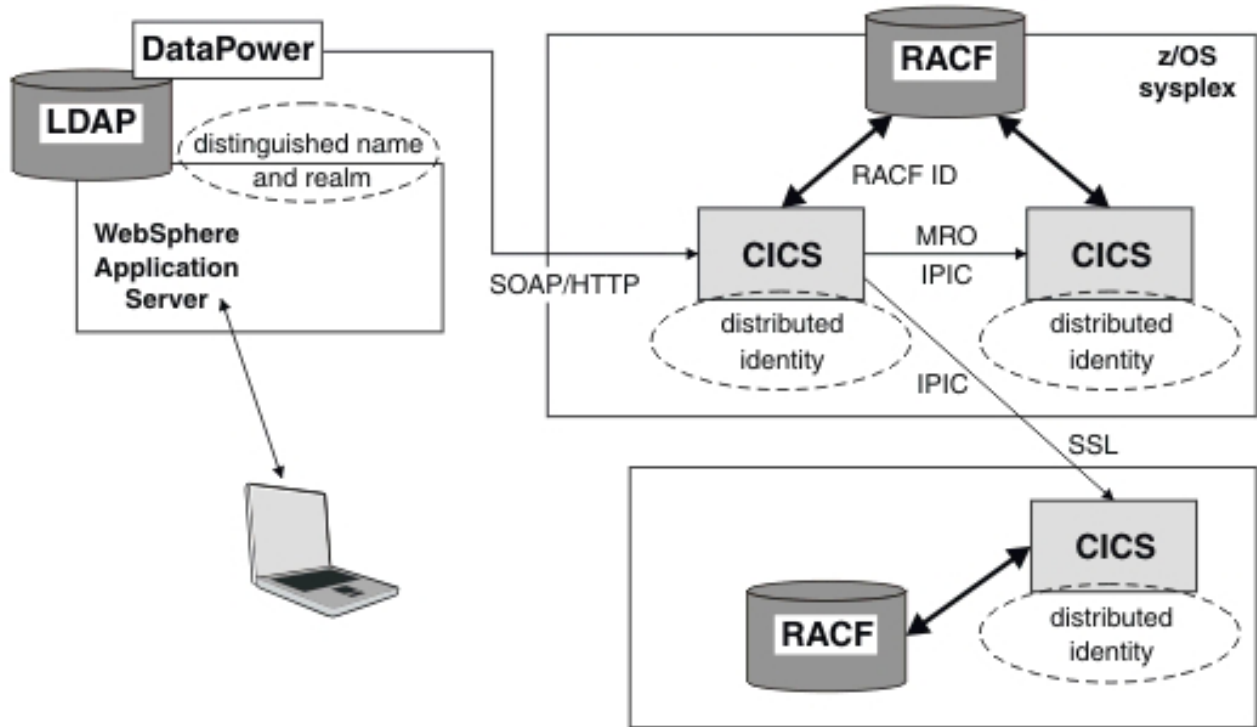 DataPower
LDAP
distinguished name
and realm
WebSphere
Application
Server
SOAP/HTTP
RACF
z/OS
sysplex
RACF ID
CICS
MRO
IPIC
CICS
distributed
identity
distributed
identity
IPIC
SSL
CICS
RACF
distributed
identity